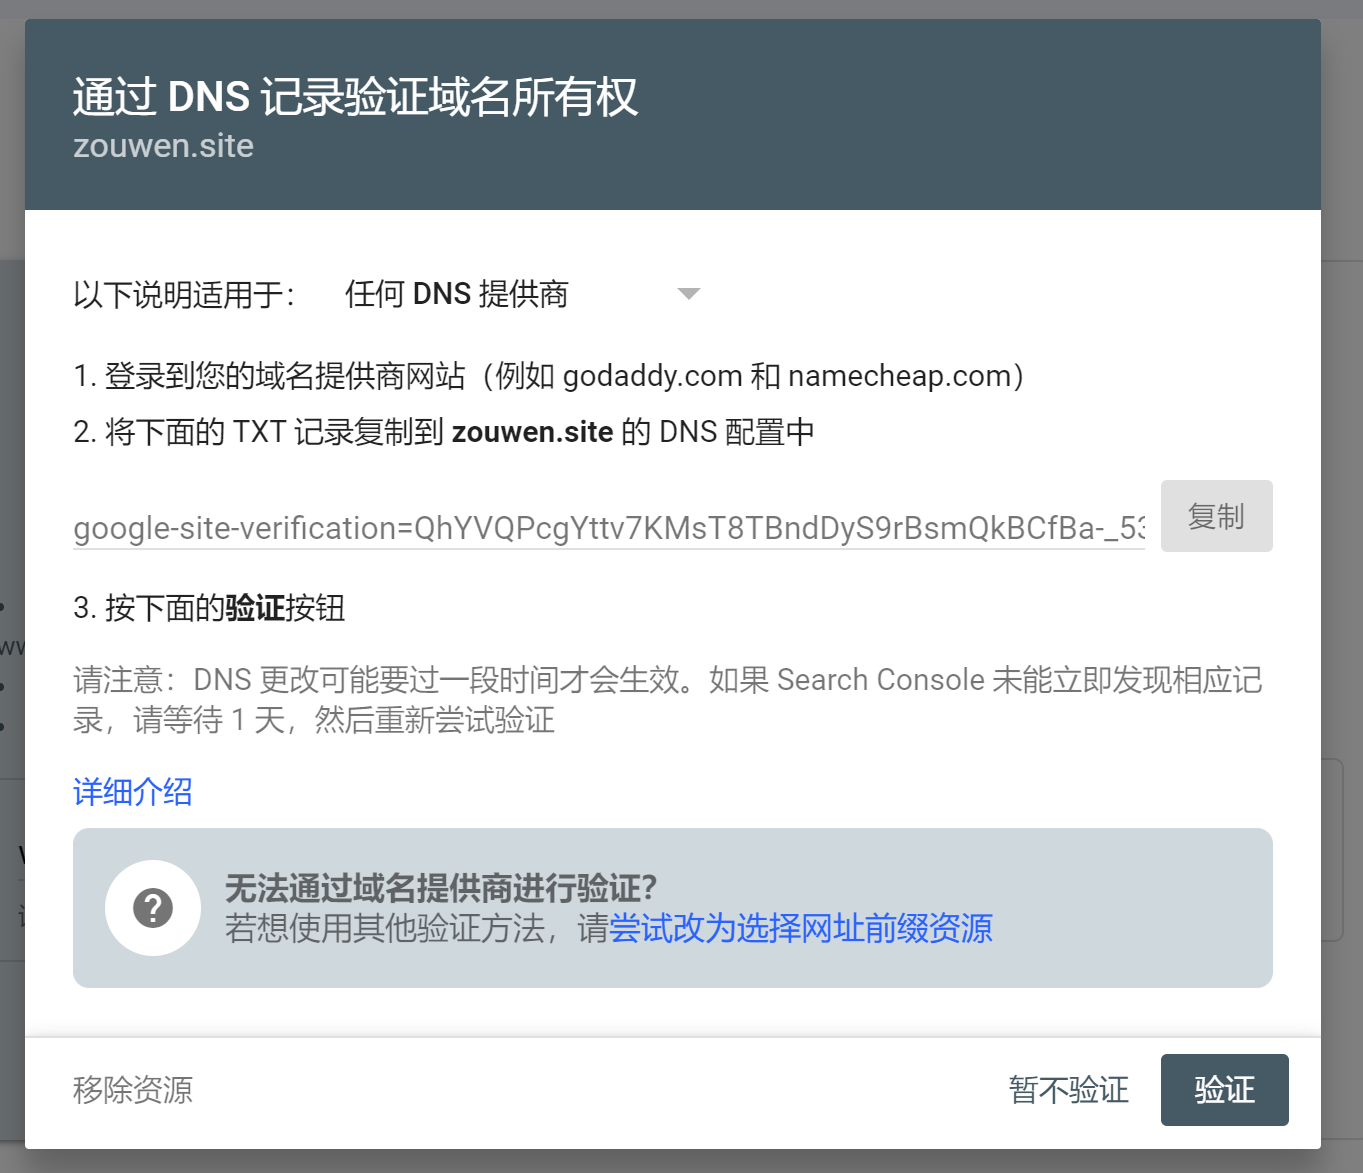 通过 DNS 记录验证域名所有权
zouwen.site
以下说明适用于： 任何 DNS 提供商
1. 登录到您的域名提供商网站（例如 godaddy.com 和 namecheap.com）
2. 将下面的 TXT 记录复制到 zouwen.site 的 DNS 配置中
google-site-verification=QhYVQPcgYttv7KMsT8TBndDyS9rBsmQkBCfBa-_53
复制
3. 按下面的验证按钮
请注意：DNS 更改可能要过一段时间才会生效。如果 Search Console 未能立即发现相应记
录，请等待 1 天，然后重新尝试验证
详细介绍
无法通过域名提供商进行验证？
若想使用其他验证方法，请尝试改为选择网址前缀资源
移除资源 暂不验证 验证